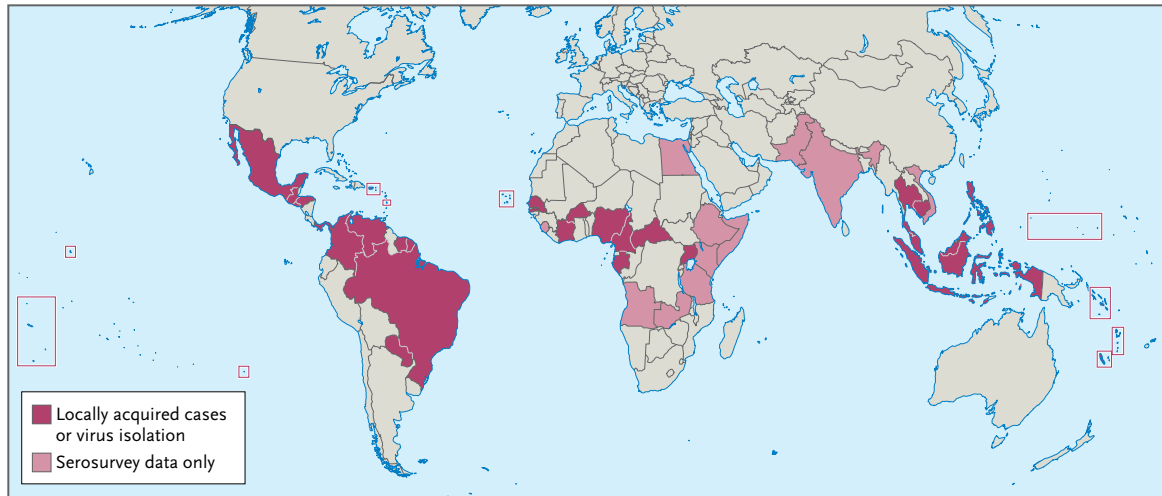 Locally acquired cases
or virus isolation
Serosurvey data only